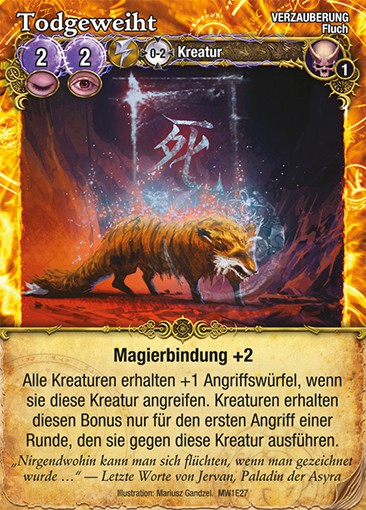 Todgeweiht
VERZAUBERUNG
Fluch
2 2 0-2 Kreatur
1
死
Magierbindung +2
Alle Kreaturen erhalten +1 Angriffswürfel, wenn
sie diese Kreatur angreifen. Kreaturen erhalten
diesen Bonus nur für den ersten Angriff einer
Runde, den sie gegen diese Kreatur ausführen.
„Nirgendwohin kann man sich flüchten, wenn man gezeichnet
wurde …“ — Letzte Worte von Jervan, Paladin der Asyra
Illustration: Mariusz Gandzel. MW1E27